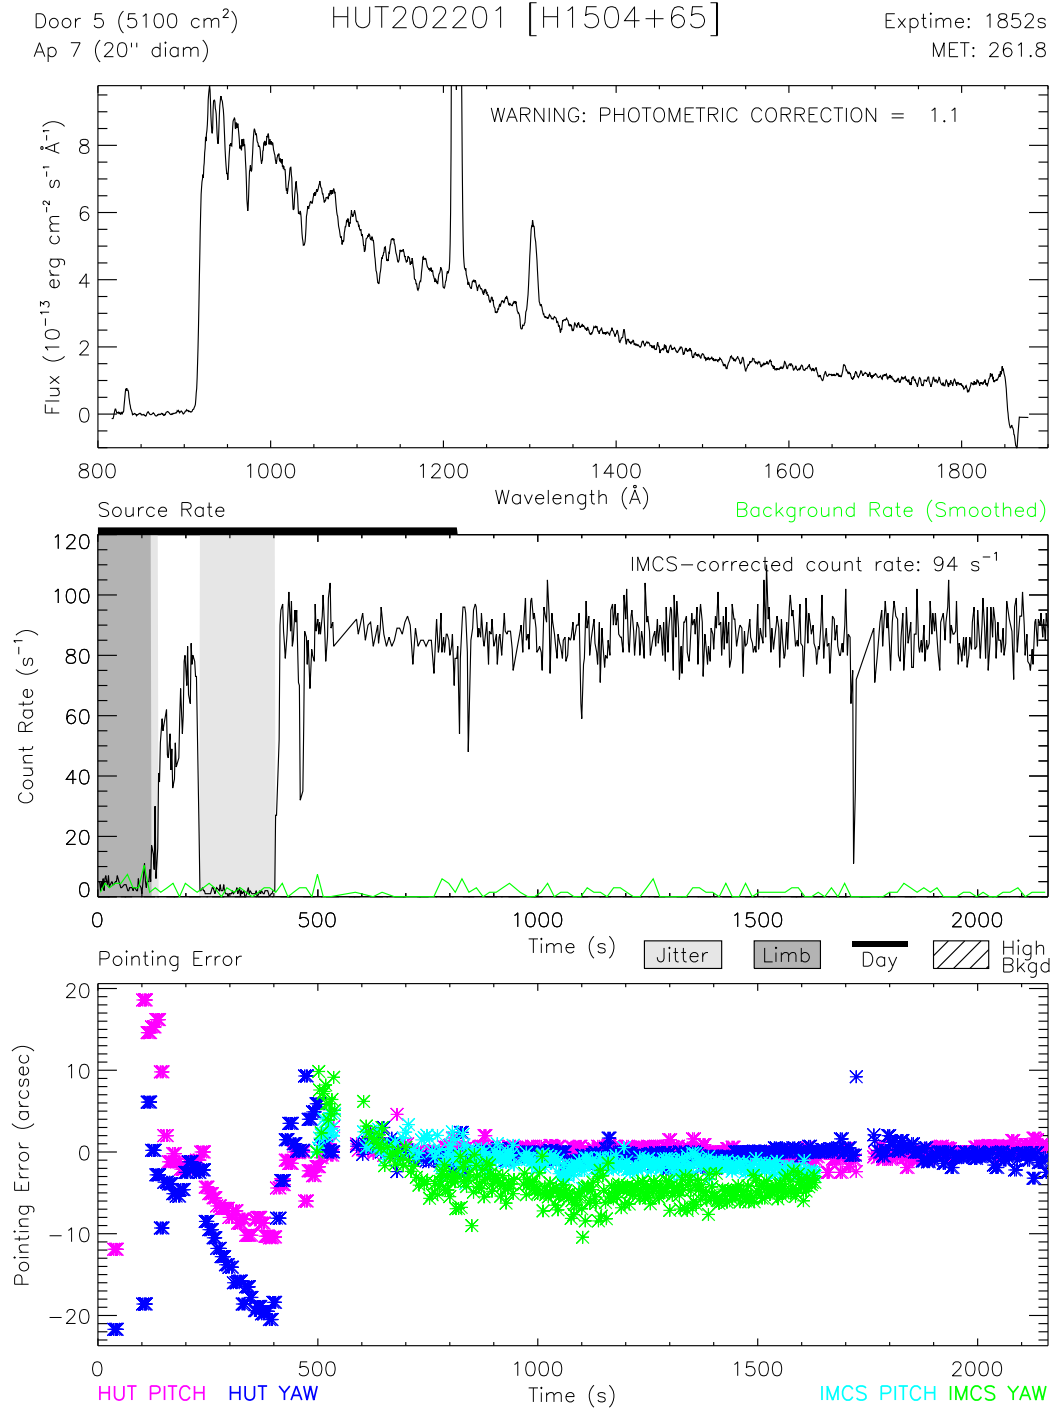 Door 5 (5100 cm²)
HUT202201 [H1504+65]
Exptime: 1852s
Ap 7 (20" diam)
MET: 261.8
WARNING: PHOTOMETRIC CORRECTION = 1.1
Flux (10⁻¹³ erg cm⁻² s⁻¹ Å⁻¹)
8
6
4
2
0
800 1000 1200 1400 1600 1800
Wavelength (Å)
Source Rate
Background Rate (Smoothed)
IMCS-corrected count rate: 94 s⁻¹
Count Rate (s⁻¹)
120
100
80
60
40
20
0
0 500 1000 1500 2000
Time (s)
Pointing Error
Jitter
Limb
Day
High
Bkgd
Pointing Error (arcsec)
20
10
0
-10
-20
0 500 1000 1500 2000
Time (s)
HUT PITCH HUT YAW
IMCS PITCH IMCS YAW